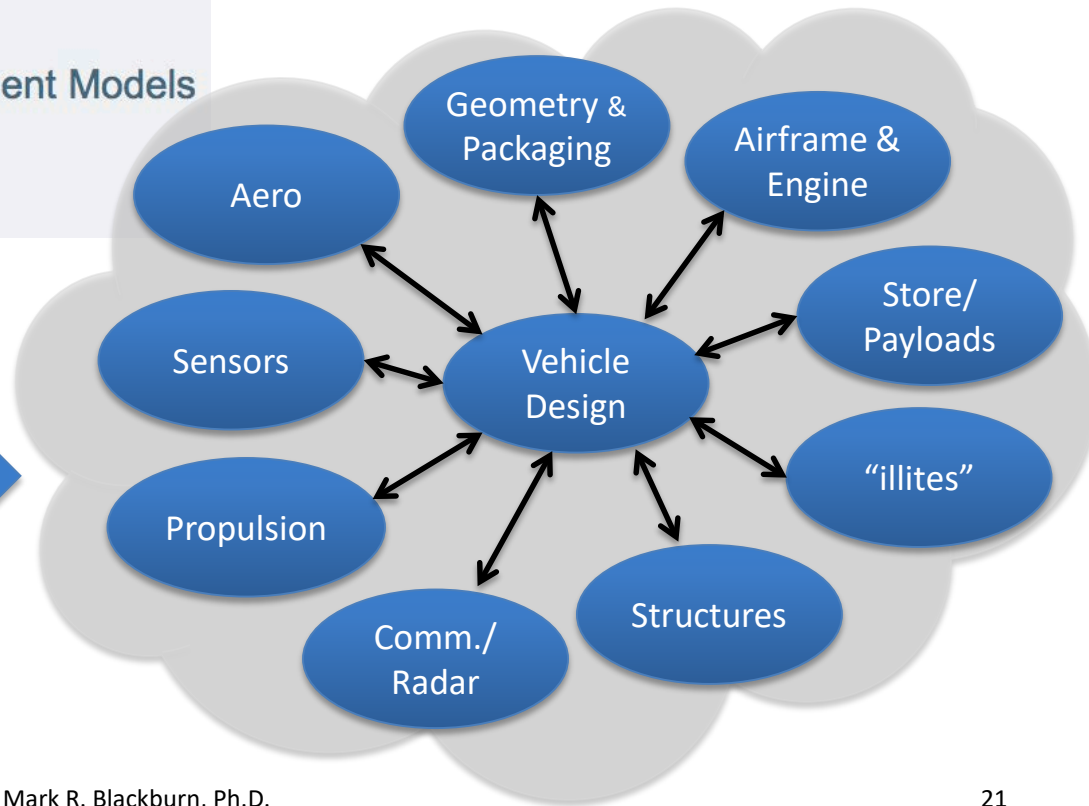 ent Models
Geometry &
Packaging
Airframe &
Engine
Aero
Store/
Payloads
Sensors
Vehicle
Design
“illites”
Propulsion
Structures
Comm./
Radar
Mark R. Blackburn, Ph.D.
21